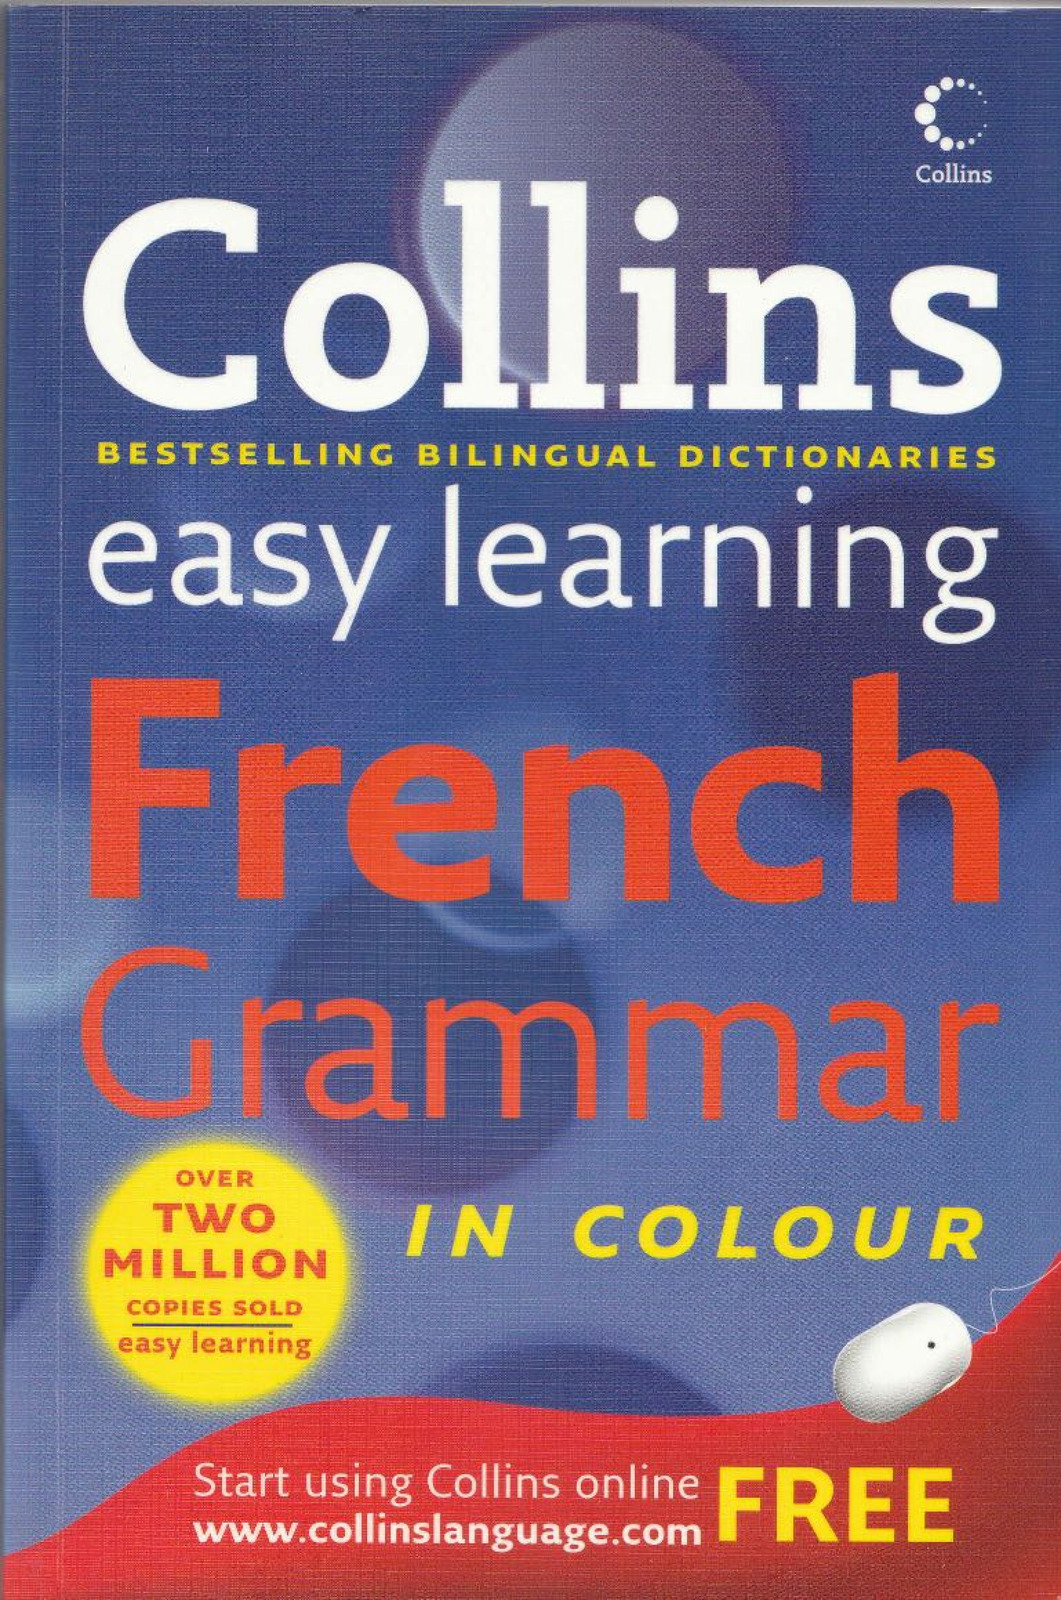 Collins
Collins
BESTSELLING BILINGUAL DICTIONARIES
easy learning
French
Grammar
OVER
TWO
MILLION
COPIES SOLD
easy learning
IN COLOUR
Start using Collins online
www.collinslanguage.com
FREE